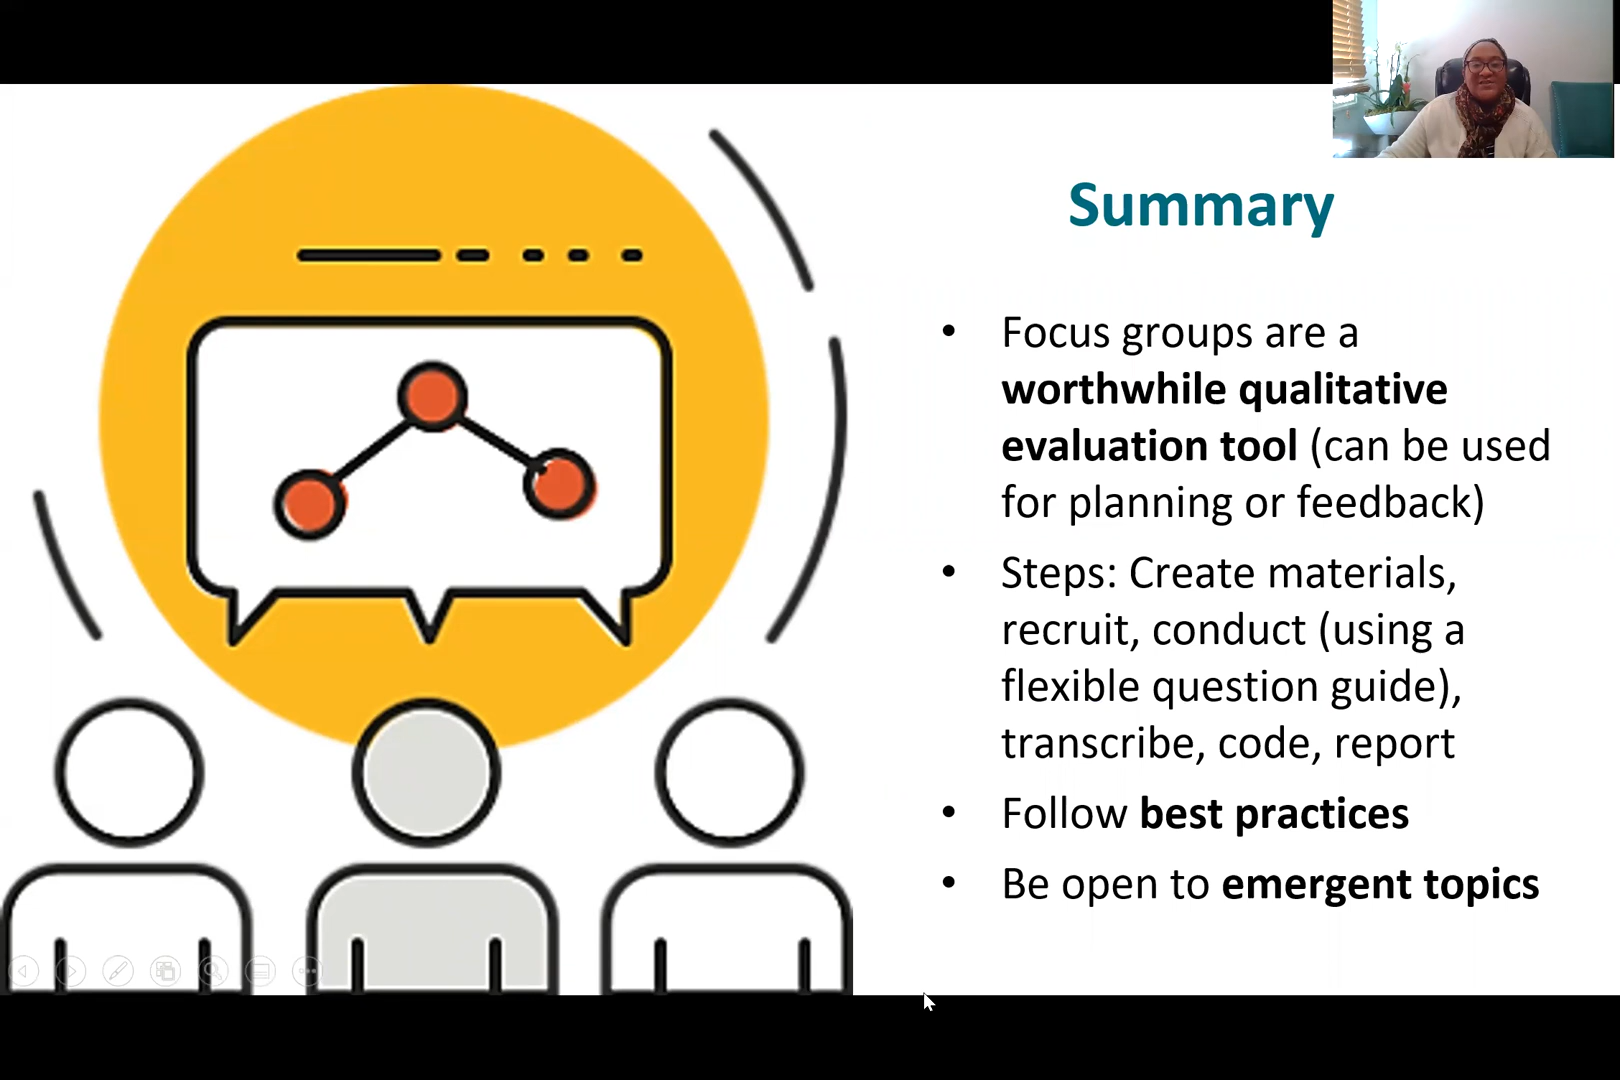 Summary
• Focus groups are a
worthwhile qualitative
evaluation tool (can be used
for planning or feedback)
• Steps: Create materials,
recruit, conduct (using a
flexible question guide),
transcribe, code, report
• Follow best practices
• Be open to emergent topics